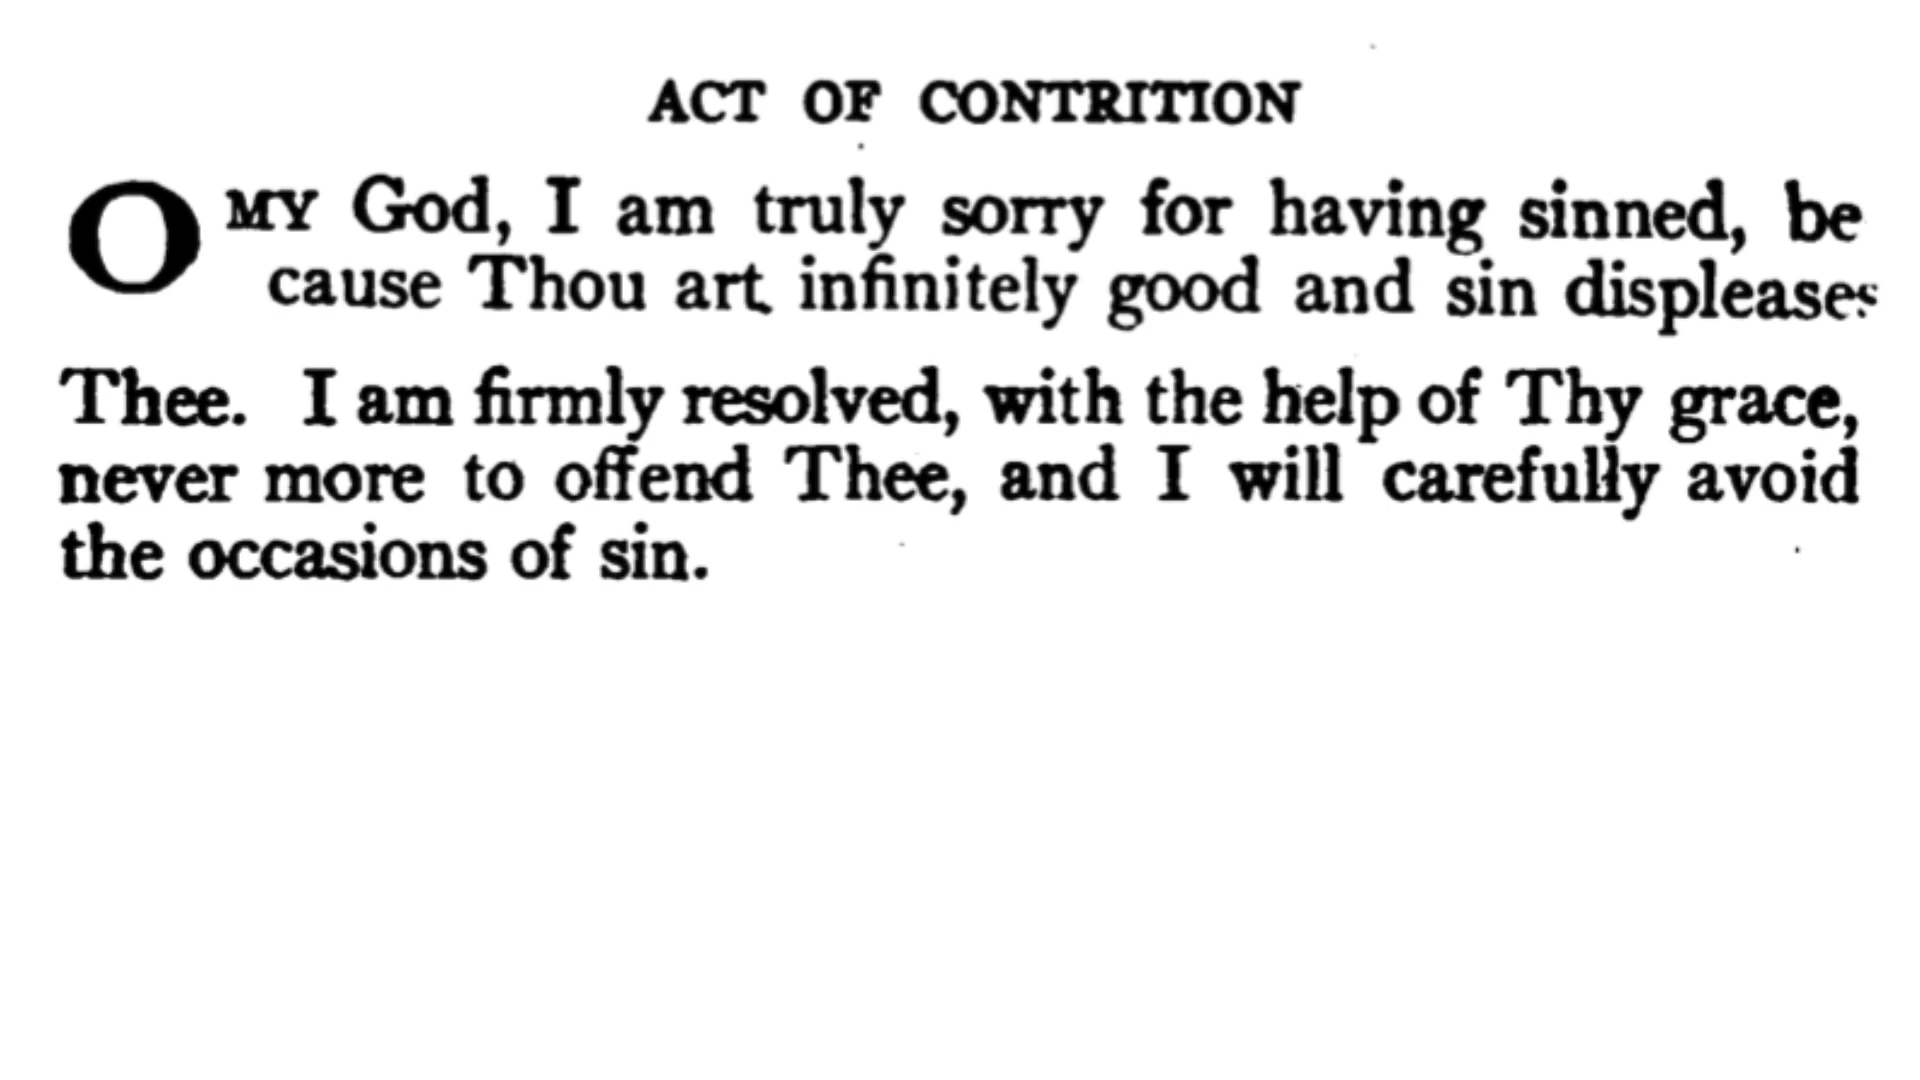 ACT OF CONTRITION
O MY God, I am truly sorry for having sinned, be
cause Thou art infinitely good and sin displeases
Thee. I am firmly resolved, with the help of Thy grace,
never more to offend Thee, and I will carefully avoid
the occasions of sin.